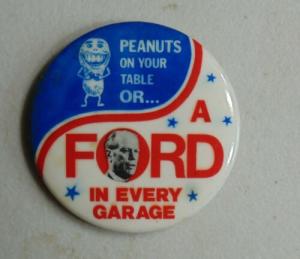 PEANUTS
ON YOUR
TABLE
OR...
A
FORD
IN EVERY
GARAGE